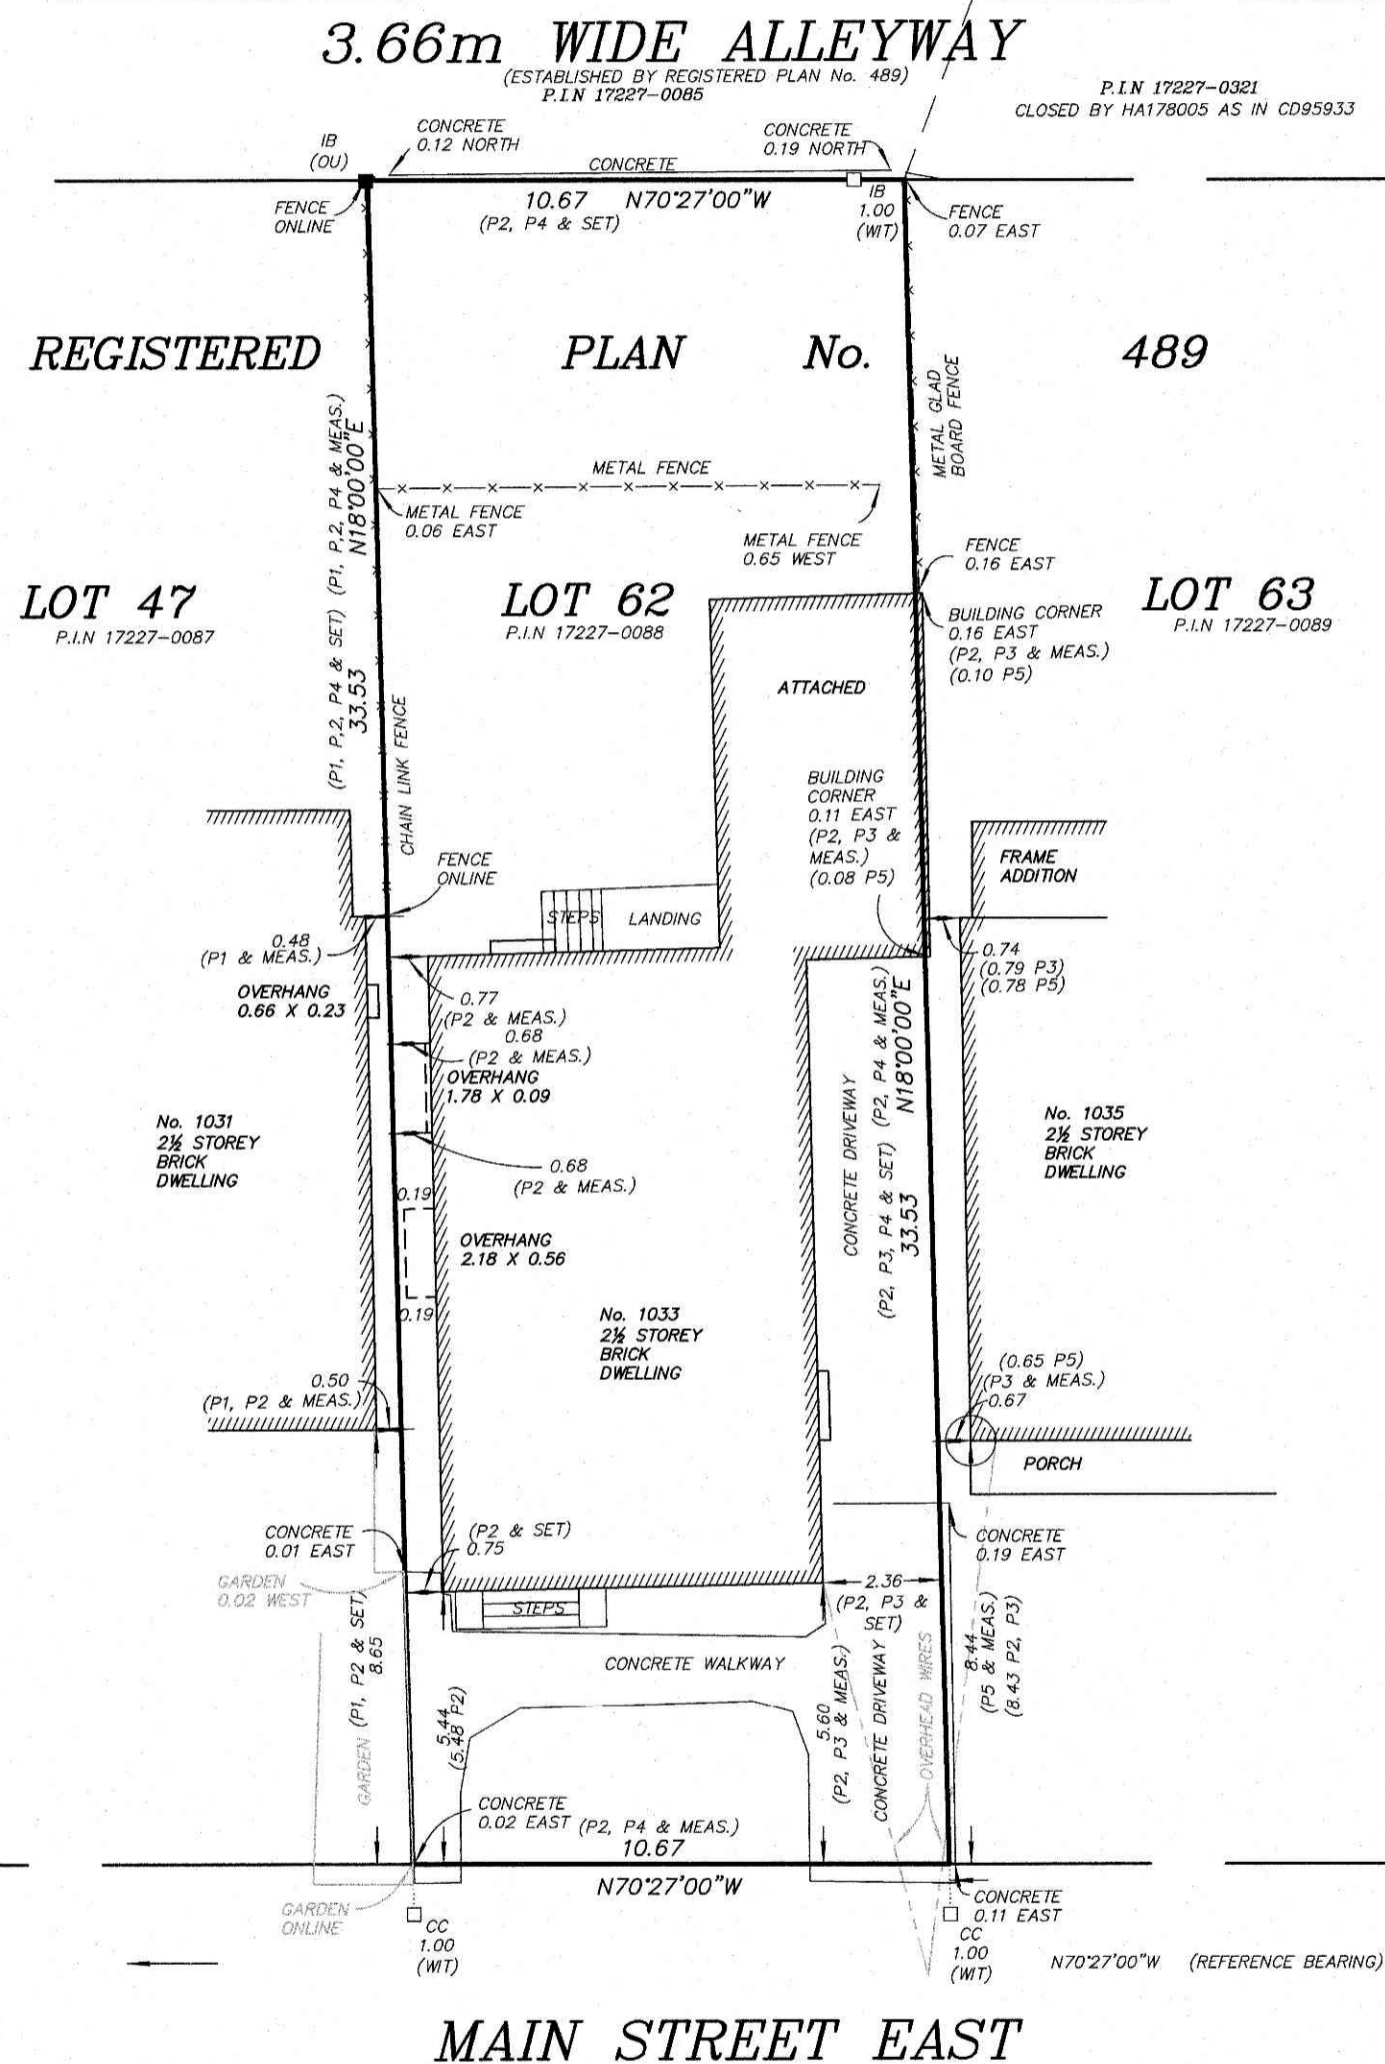 3.66m WIDE ALLEYWAY
(ESTABLISHED BY REGISTERED PLAN No. 489)
P.I.N 17227-0085
P.I.N 17227-0321
CLOSED BY HA178005 AS IN CD95933
IB
(OU)
CONCRETE
0.12 NORTH
CONCRETE
CONCRETE
0.19 NORTH
FENCE
ONLINE
10.67 N70°27'00"W
(P2, P4 & SET)
IB
1.00
(WIT)
FENCE
0.07 EAST
REGISTERED PLAN No. 489
METAL GLAD
BOARD FENCE
(P1, P,2, P4 & SET) (P1, P,2, P4 & MEAS.)
33.53 N18°00'00"E
METAL FENCE
METAL FENCE
0.06 EAST
METAL FENCE
0.65 WEST
FENCE
0.16 EAST
LOT 47
P.I.N 17227-0087
LOT 62
P.I.N 17227-0088
LOT 63
P.I.N 17227-0089
BUILDING CORNER
0.16 EAST
(P2, P3 & MEAS.)
(0.10 P5)
ATTACHED
CHAIN LINK FENCE
BUILDING
CORNER
0.11 EAST
(P2, P3 &
MEAS.)
(0.08 P5)
FENCE
ONLINE
FRAME
ADDITION
STEPS
LANDING
0.48
(P1 & MEAS.)
0.74
(0.79 P3)
(0.78 P5)
OVERHANG
0.66 X 0.23
0.77
(P2 & MEAS.)
0.68
(P2 & MEAS.)
OVERHANG
1.78 X 0.09
CONCRETE DRIVEWAY
(P2, P3, P4 & SET) (P2, P4 & MEAS.)
33.53 N18°00'00"E
No. 1031
2½ STOREY
BRICK
DWELLING
No. 1035
2½ STOREY
BRICK
DWELLING
0.68
(P2 & MEAS.)
0.19
OVERHANG
2.18 X 0.56
0.19
No. 1033
2½ STOREY
BRICK
DWELLING
0.50
(P1, P2 & MEAS.)
(0.65 P5)
(P3 & MEAS.)
0.67
PORCH
CONCRETE
0.01 EAST
(P2 & SET)
0.75
CONCRETE
0.19 EAST
GARDEN
0.02 WEST
2.36
(P2, P3 &
SET)
STEPS
CONCRETE WALKWAY
GARDEN
(P1, P2 & SET)
8.65
5.44
(5.48 P2)
5.60
(P2, P3 & MEAS.)
CONCRETE DRIVEWAY
OVERHEAD WIRES
8.44
(P5 & MEAS.)
(8.43 P2, P3)
CONCRETE
0.02 EAST
(P2, P4 & MEAS.)
10.67
N70°27'00"W
GARDEN
ONLINE
CC
1.00
(WIT)
CONCRETE
0.11 EAST
CC
1.00
(WIT)
N70°27'00"W (REFERENCE BEARING)
MAIN STREET EAST